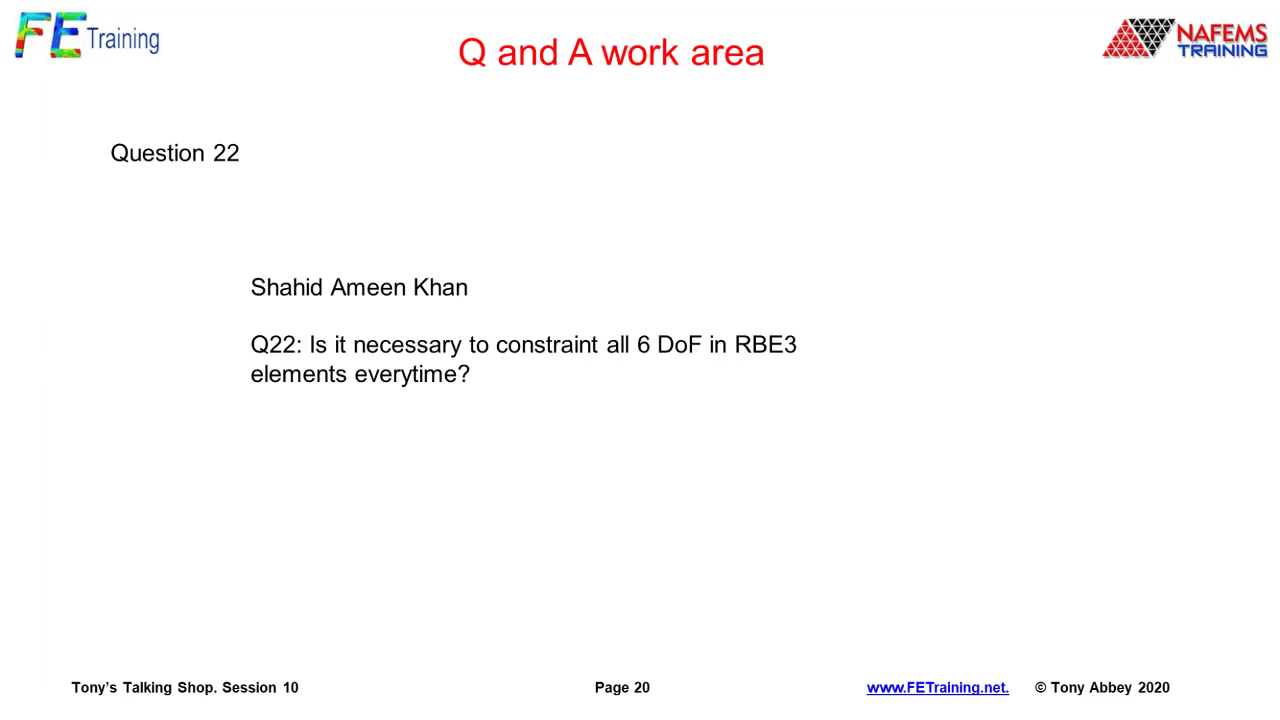 FE Training
NAFEMS
TRAINING
Q and A work area
Question 22
Shahid Ameen Khan
Q22: Is it necessary to constraint all 6 DoF in RBE3
elements everytime?
Tony’s Talking Shop. Session 10
Page 20
www.FETraining.net.
© Tony Abbey 2020